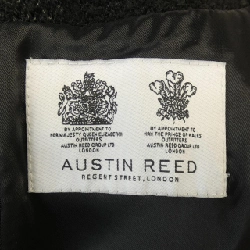 BY APPOINTMENT TO
HER MAJESTY QUEEN ELIZABETH
OUTFITTERS
AUSTIN REED GROUP LTD
LONDON
BY APPOINTMENT TO
HRH THE PRINCE OF WALES
OUTFITTERS
AUSTIN REED GROUP LTD
LONDON
AUSTIN REED
REGENT STREET, LONDON